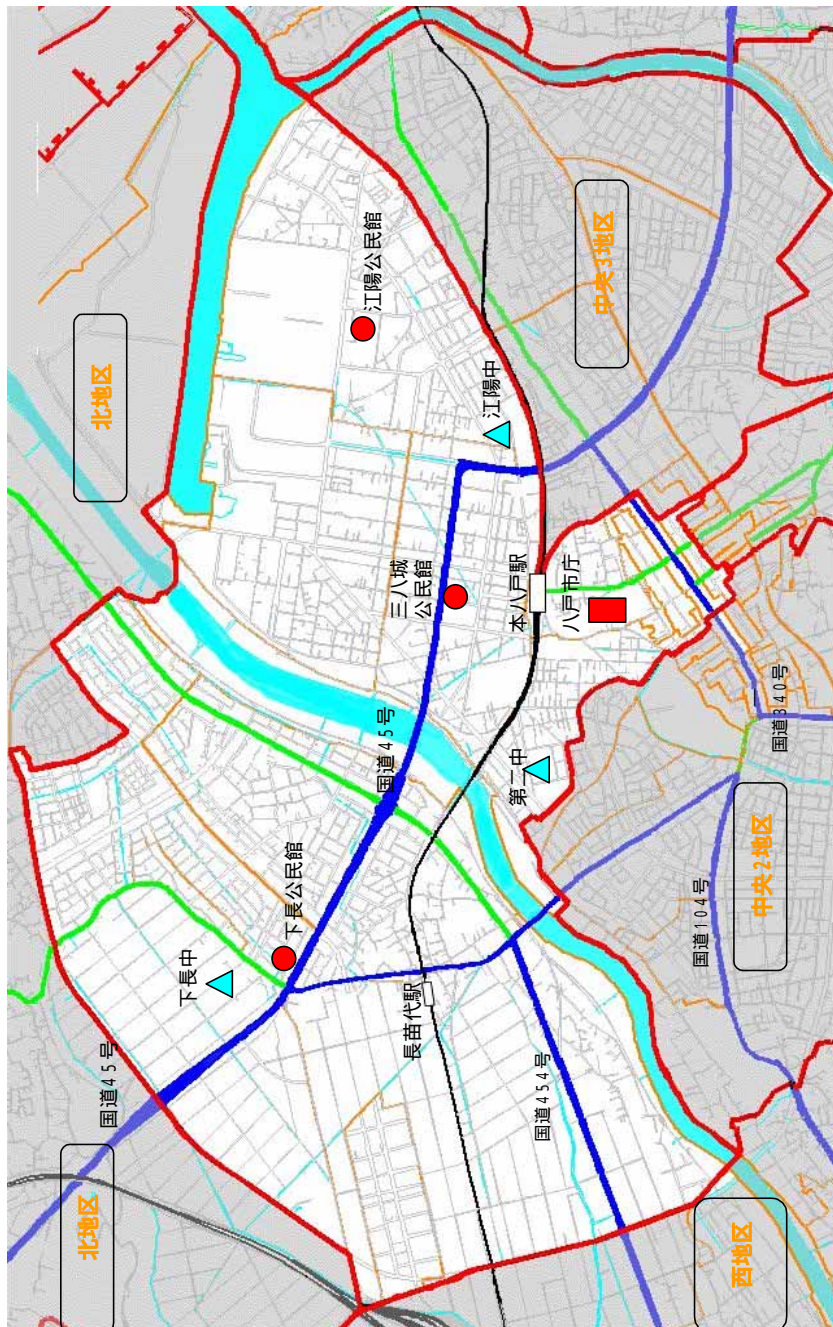 北地区
江陽公民館
中央3地区
江陽中
三八城
公民館
本八戸駅
八戸市庁
国道45号
第二中
国道340号
下長公民館
下長中
中央2地区
国道104号
長苗代駅
国道45号
国道454号
北地区
西地区